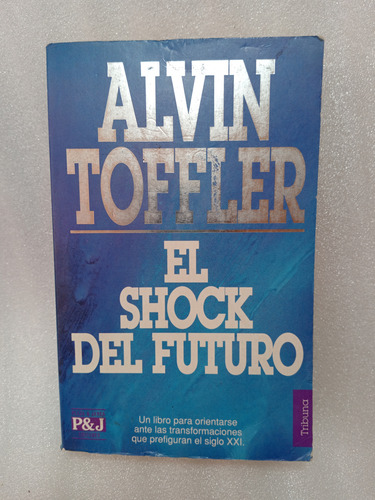 ALVIN
TOFFLER
EL
SHOCK
DEL FUTURO
Un libro para orientarse
ante las transformaciones
que prefiguran el siglo XXI.
P&J
Tribuna